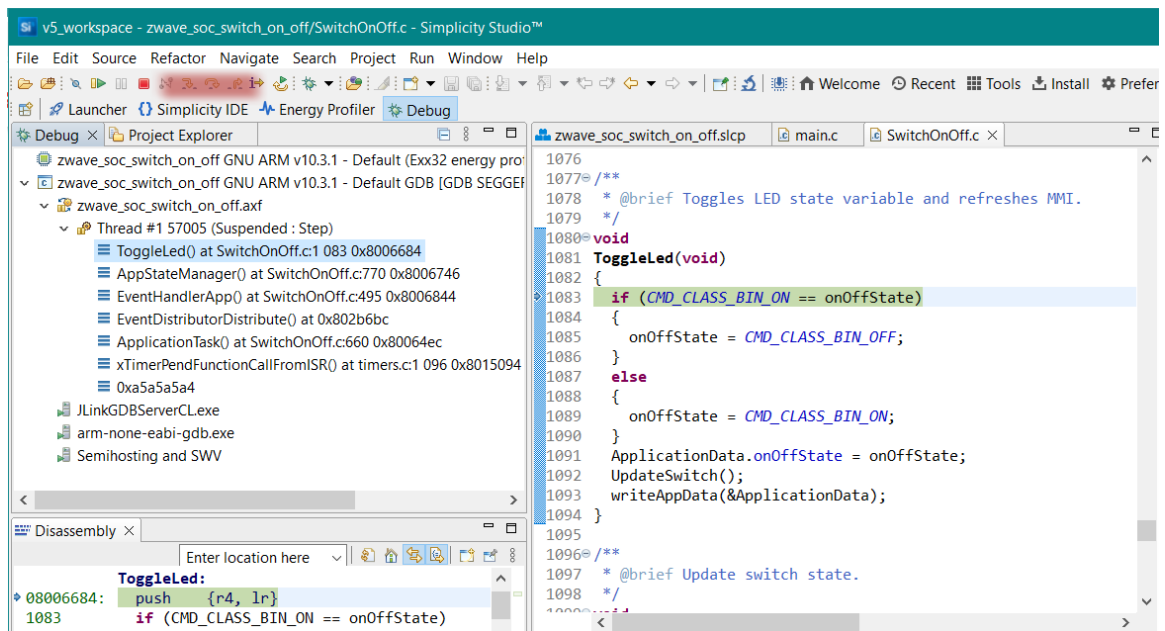 v5_workspace - zwave_soc_switch_on_off/SwitchOnOff.c - Simplicity Studio™
File Edit Source Refactor Navigate Search Project Run Window Help
Welcome Recent Tools Install Prefer
Launcher {} Simplicity IDE Energy Profiler Debug
Debug Project Explorer
zwave_soc_switch_on_off GNU ARM v10.3.1 - Default (Exx32 energy pro
zwave_soc_switch_on_off GNU ARM v10.3.1 - Default GDB [GDB SEGGER
zwave_soc_switch_on_off.axf
Thread #1 57005 (Suspended : Step)
ToggleLed() at SwitchOnOff.c:1 083 0x8006684
AppStateManager() at SwitchOnOff.c:770 0x8006746
EventHandlerApp() at SwitchOnOff.c:495 0x8006844
EventDistributorDistribute() at 0x802b6bc
ApplicationTask() at SwitchOnOff.c:660 0x80064ec
xTimerPendFunctionCallFromISR() at timers.c:1 096 0x8015094
0xa5a5a5a4
JLinkGDBServerCL.exe
arm-none-eabi-gdb.exe
Semihosting and SWV
Disassembly
Enter location here
ToggleLed:
08006684: push {r4, lr}
1083 if (CMD_CLASS_BIN_ON == onOffState)
zwave_soc_switch_on_off.slcp main.c SwitchOnOff.c
1076
1077 /**
1078 * @brief Toggles LED state variable and refreshes MMI.
1079 */
1080 void
1081 ToggleLed(void)
1082 {
1083 if (CMD_CLASS_BIN_ON == onOffState)
1084 {
1085 onOffState = CMD_CLASS_BIN_OFF;
1086 }
1087 else
1088 {
1089 onOffState = CMD_CLASS_BIN_ON;
1090 }
1091 ApplicationData.onOffState = onOffState;
1092 UpdateSwitch();
1093 writeAppData(&ApplicationData);
1094 }
1095
1096 /**
1097 * @brief Update switch state.
1098 */